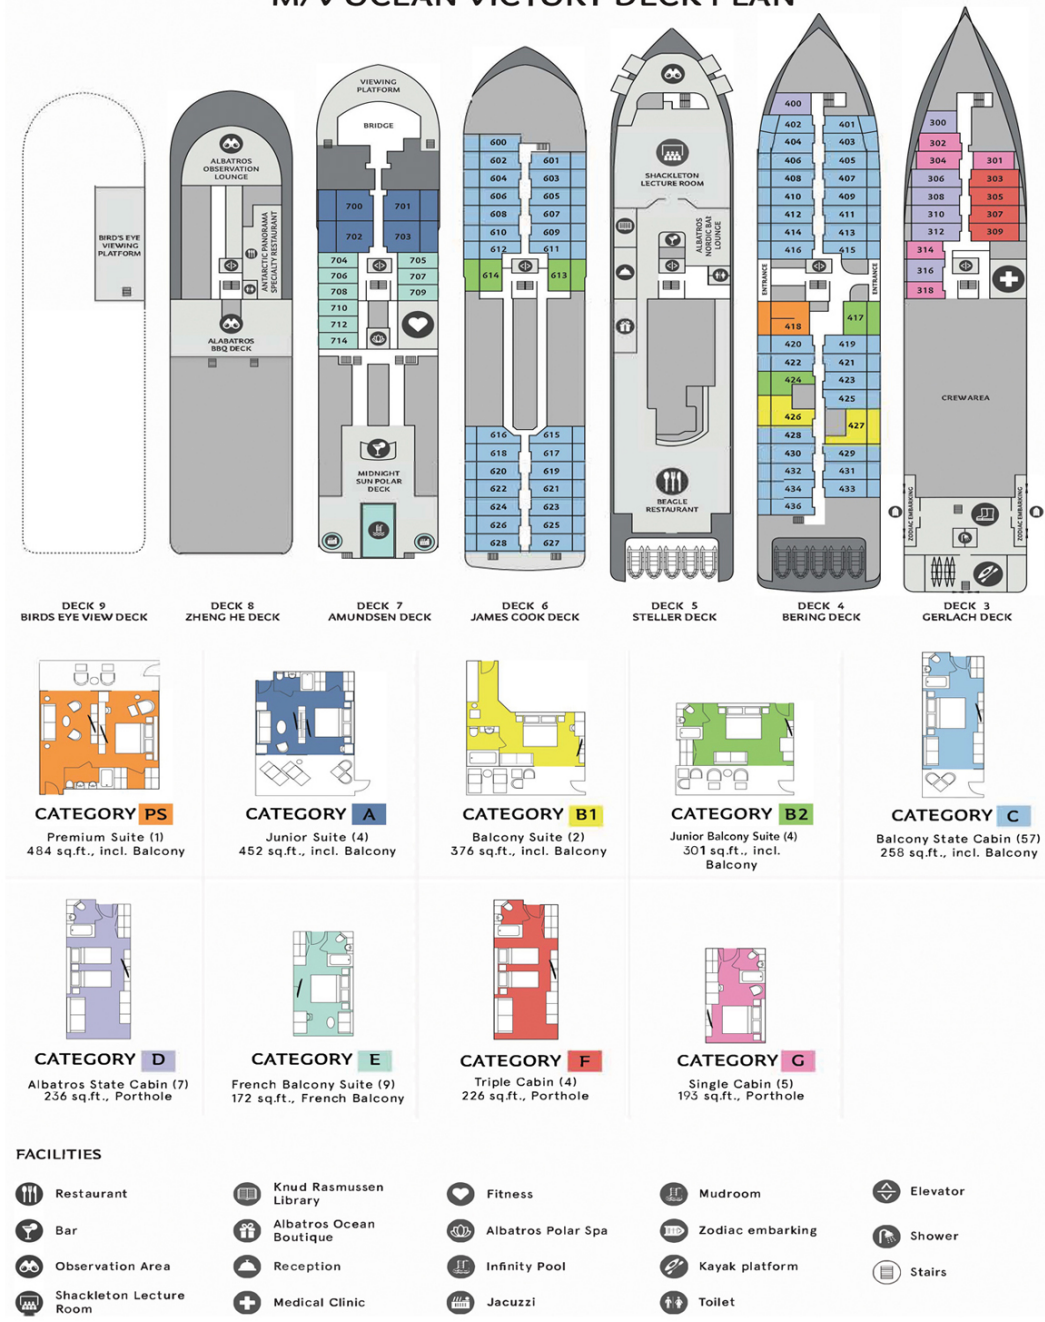 M/V OCEAN VICTORY DECK PLAN
BIRD'S EYE
VIEWING
PLATFORM
DECK 9
BIRDS EYE VIEW DECK
ALBATROS
OBSERVATION
LOUNGE
ANTARCTIC PANORAMA
SPECIALTY RESTAURANT
ALABATROS
BBQ DECK
DECK 8
ZHENG HE DECK
VIEWING
PLATFORM
BRIDGE
700 701
702 703
704 705
706 707
708 709
710
712
714
MIDNIGHT
SUN POLAR
DECK
DECK 7
AMUNDSEN DECK
600
602 601
604 603
606 605
608 607
610 609
612 611
614 613
616 615
618 617
620 619
622 621
624 623
626 625
628 627
DECK 6
JAMES COOK DECK
SHACKLETON
LECTURE ROOM
ALBATROS
NORDIC BAR
LOUNGE
BEAGLE
RESTAURANT
DECK 5
STELLER DECK
400
402 401
404 403
406 405
408 407
410 409
412 411
414 413
416 415
ENTRANCE ENTRANCE
418 417
420 419
422 421
424 423
425
426 427
428
430 429
432 431
434 433
436
DECK 4
BERING DECK
300
302
304 301
306 303
308 305
310 307
312 309
314
316
318
CREWAREA
ZODIAC EMBARKING ZODIAC EMBARKING
DECK 3
GERLACH DECK
CATEGORY PS
Premium Suite (1)
484 sq.ft., incl. Balcony
CATEGORY A
Junior Suite (4)
452 sq.ft., incl. Balcony
CATEGORY B1
Balcony Suite (2)
376 sq.ft., incl. Balcony
CATEGORY B2
Junior Balcony Suite (4)
301 sq.ft., incl.
Balcony
CATEGORY C
Balcony State Cabin (57)
258 sq.ft., incl. Balcony
CATEGORY D
Albatros State Cabin (7)
236 sq.ft., Porthole
CATEGORY E
French Balcony Suite (9)
172 sq.ft., French Balcony
CATEGORY F
Triple Cabin (4)
226 sq.ft., Porthole
CATEGORY G
Single Cabin (5)
193 sq.ft., Porthole
FACILITIES
Restaurant
Bar
Observation Area
Shackleton Lecture
Room
Knud Rasmussen
Library
Albatros Ocean
Boutique
Reception
Medical Clinic
Fitness
Albatros Polar Spa
Infinity Pool
Jacuzzi
Mudroom
Zodiac embarking
Kayak platform
Toilet
Elevator
Shower
Stairs